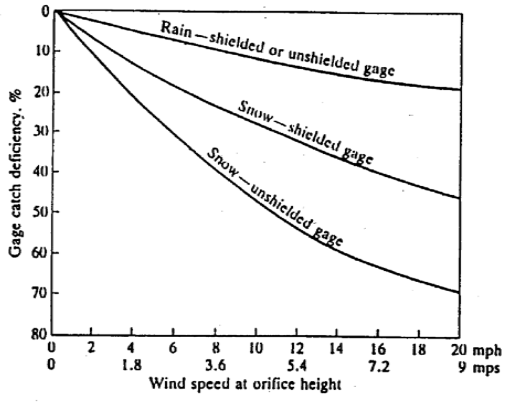 0
10
20
30
40
50
60
70
80
Gage catch deficiency. %
Rain—shielded or unshielded gage
Snow—shielded gage
Snow—unshielded gage
0 2 4 6 8 10 12 14 16 18 20 mph
0 1.8 3.6 5.4 7.2 9 mps
Wind speed at orifice height